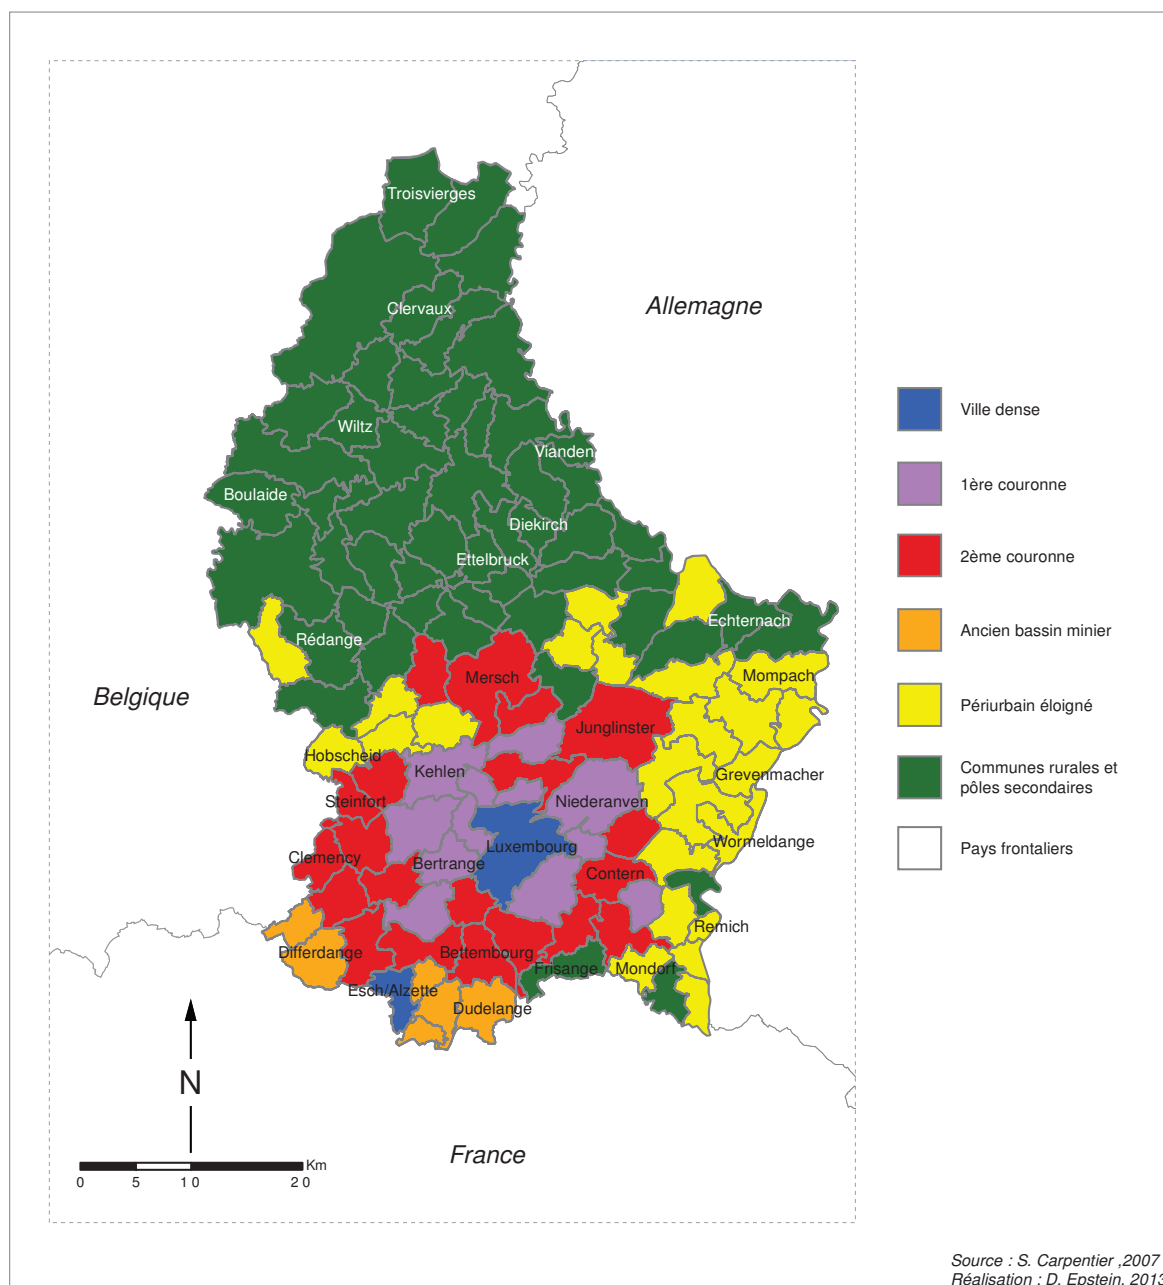 Troisvierges
Allemagne
Clervaux
Wiltz
Vianden
Boulaide
Diekirch
Ettelbruck
Echternach
Rédange
Mersch
Mompach
Belgique
Junglinster
Hobscheid
Kehlen
Grevenmacher
Steinfort
Niederanven
Luxembourg
Wormeldange
Clemency
Bertrange
Contern
Remich
Differdange
Bettembourg
Frisange
Mondorf
Esch/Alzette
Dudelange
France
N
Km
0 5 10 20
Ville dense
1ère couronne
2ème couronne
Ancien bassin minier
Périurbain éloigné
Communes rurales et
pôles secondaires
Pays frontaliers
Source : S. Carpentier ,2007
Réalisation : D. Epstein, 2013